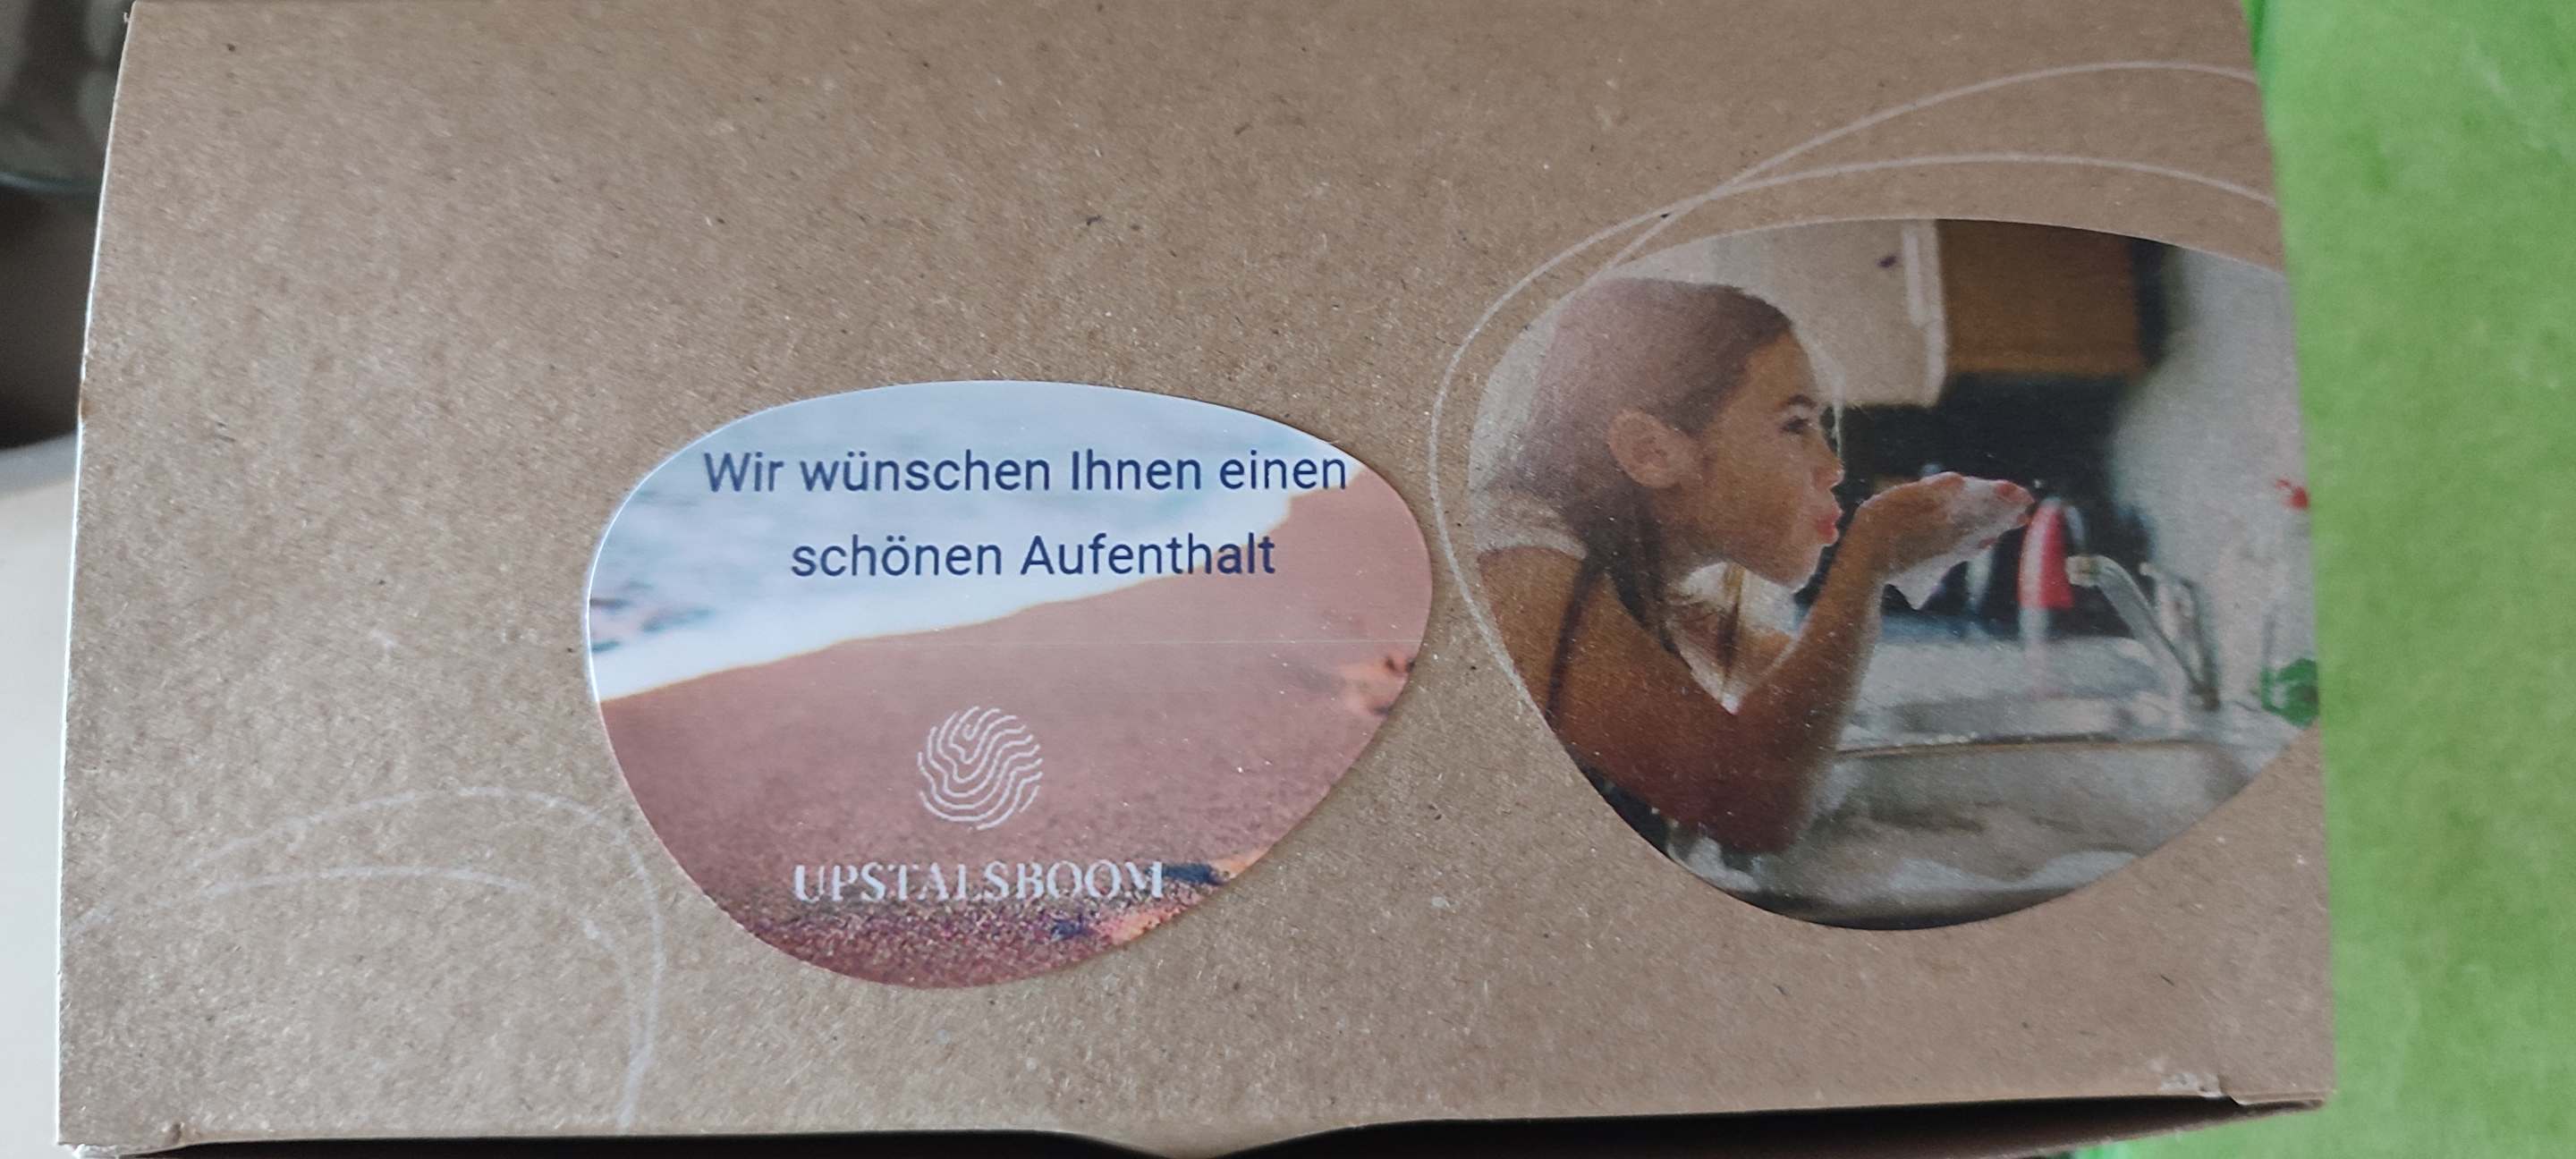 Wir wünschen Ihnen einen
schönen Aufenthalt
UPSTALSBOOM